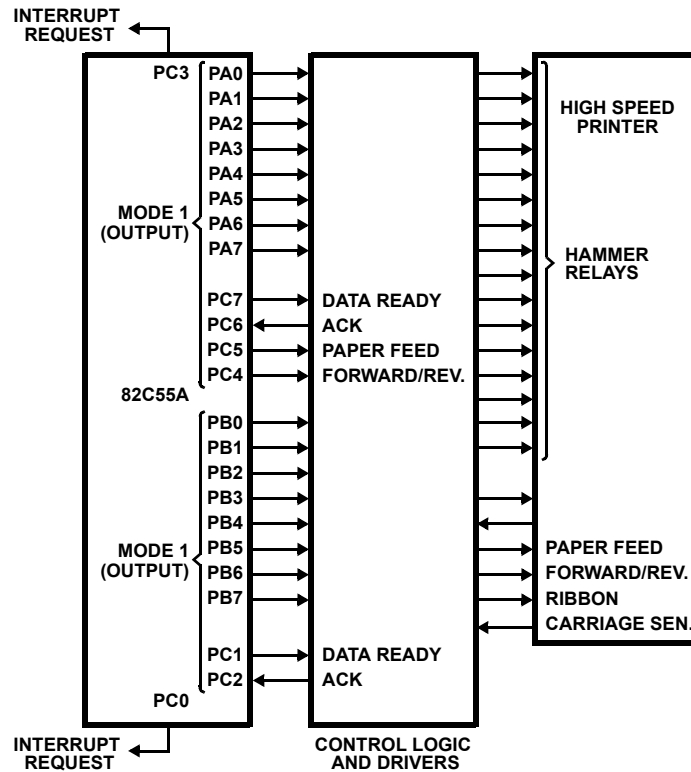 INTERRUPT
REQUEST
PC3
PA0
PA1
PA2
PA3
PA4
PA5
PA6
PA7
MODE 1
(OUTPUT)
PC7
PC6
PC5
PC4
82C55A
PB0
PB1
PB2
PB3
PB4
PB5
PB6
PB7
MODE 1
(OUTPUT)
PC1
PC2
PC0
INTERRUPT
REQUEST
DATA READY
ACK
PAPER FEED
FORWARD/REV.
DATA READY
ACK
CONTROL LOGIC
AND DRIVERS
HIGH SPEED
PRINTER
HAMMER
RELAYS
PAPER FEED
FORWARD/REV.
RIBBON
CARRIAGE SEN.